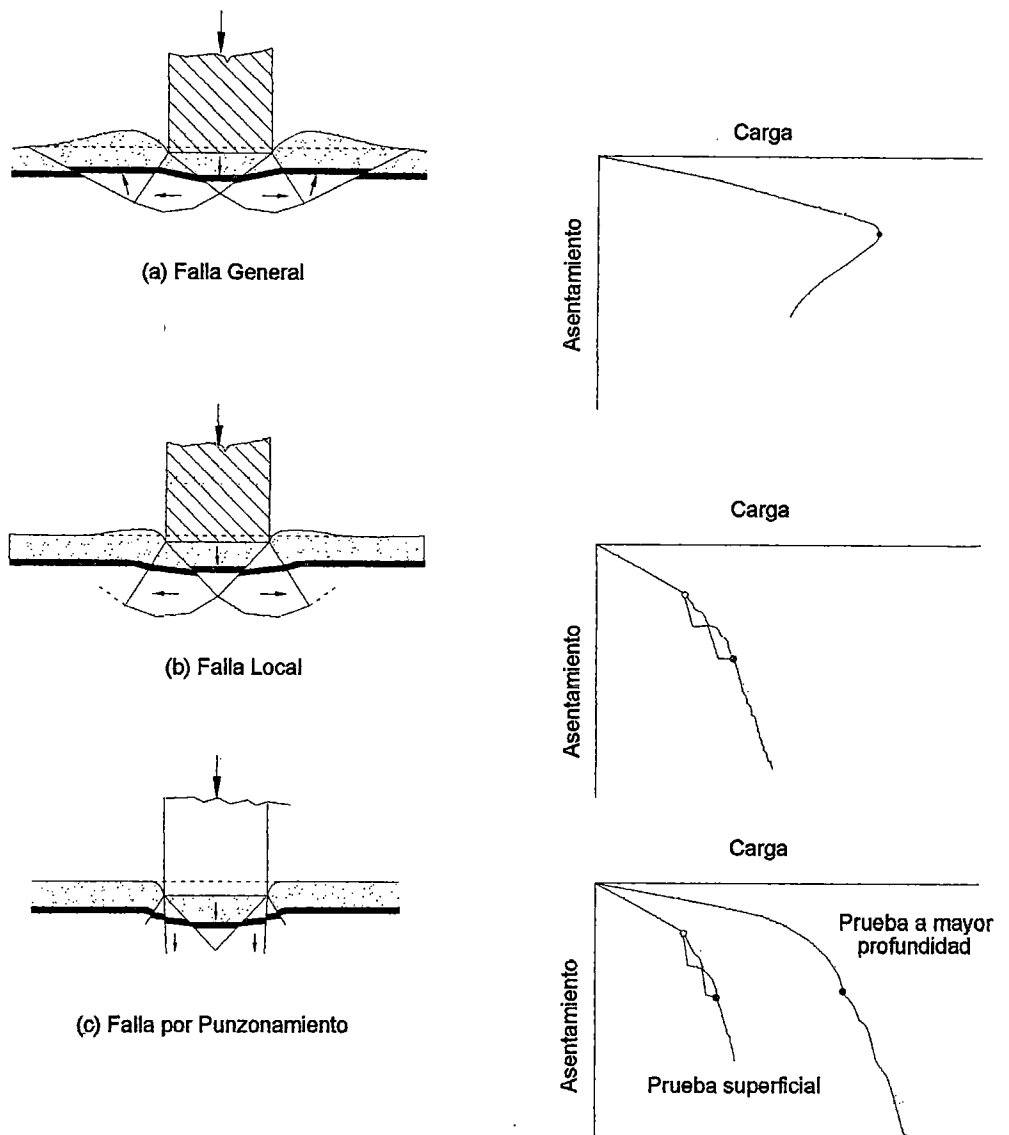 Carga
Asentamiento
(a) Falla General
Carga
Asentamiento
(b) Falla Local
Carga
Prueba a mayor
profundidad
Asentamiento
Prueba superficial
(c) Falla por Punzonamiento